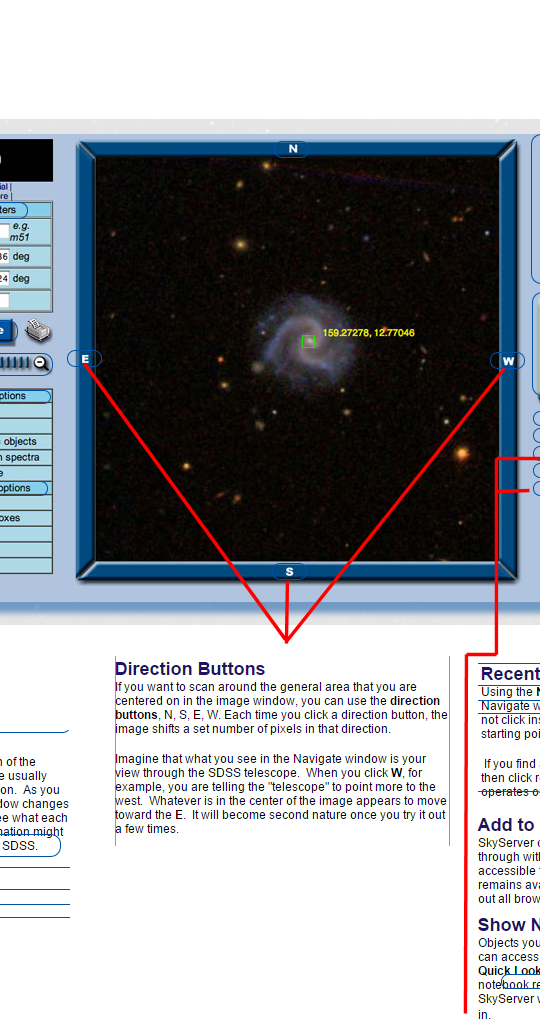 N
ial |
re |
ters
e.g.
m51
36 deg
24 deg
e
159.27278, 12.77046
E
W
ptions
objects
spectra
e
options
oxes
S
Direction Buttons
If you want to scan around the general area that you are
centered on in the image window, you can use the direction
buttons, N, S, E, W. Each time you click a direction button, the
image shifts a set number of pixels in that direction.
Imagine that what you see in the Navigate window is your
view through the SDSS telescope. When you click W, for
example, you are telling the "telescope" to point more to the
west. Whatever is in the center of the image appears to move
toward the E. It will become second nature once you try it out
a few times.
n of the
e usually
on. As you
dow changes
ee what each
mation might
SDSS.
Recent
Using the N
Navigate w
not click ins
starting poi
If you find a
then click r
operates o
Add to
SkyServer o
through with
accessible
remains ava
out all brow
Show N
Objects you
can access
Quick Look
notebook re
SkyServer w
in.